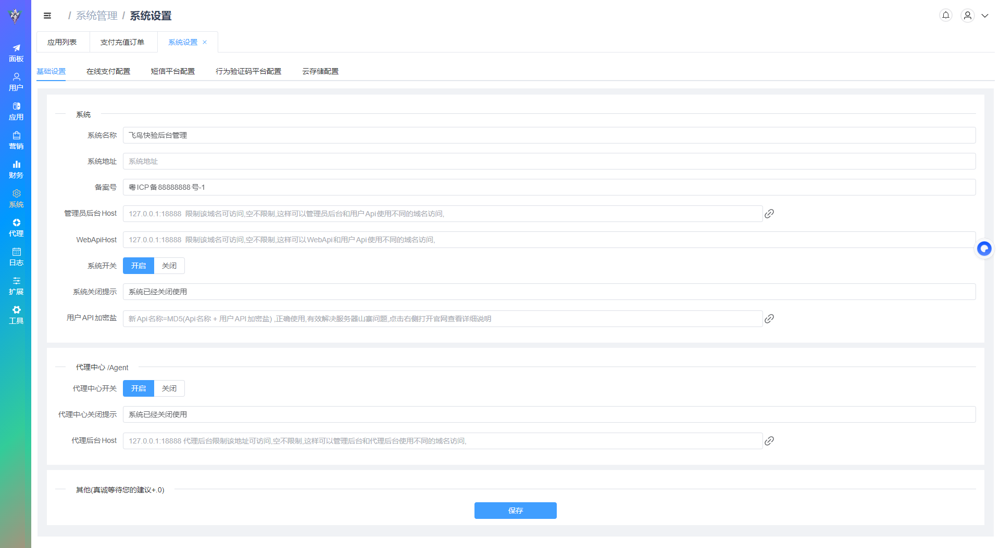 / 系统管理 / 系统设置
应用列表
支付充值订单
系统设置 ×
面板
用户
应用
营销
财务
系统
代理
日志
扩展
工具
基础设置
在线支付配置
短信平台配置
行为验证码平台配置
云存储配置
系统
系统名称 飞鸟快验后台管理
系统地址 系统地址
备案号 粤ICP备88888888号-1
管理员后台Host 127.0.0.1:18888 限制该域名可访问,空不限制,这样可以管理员后台和用户Api使用不同的域名访问,
WebApiHost 127.0.0.1:18888 限制该域名可访问,空不限制,这样可以WebApi和用户Api使用不同的域名访问,
系统开关 开启 关闭
系统关闭提示 系统已经关闭使用
用户API加密盐 新Api名称=MD5(Api名称 + 用户API加密盐) ,正确使用,有效解决服务器山寨问题,点击右侧打开官网查看详细说明
代理中心 /Agent
代理中心开关 开启 关闭
代理中心关闭提示 系统已经关闭使用
代理后台Host 127.0.0.1:18888 代理后台限制该地址可访问,空不限制,这样可以管理后台和代理后台使用不同的域名访问,
其他(真诚等待您的建议+.0)
保存